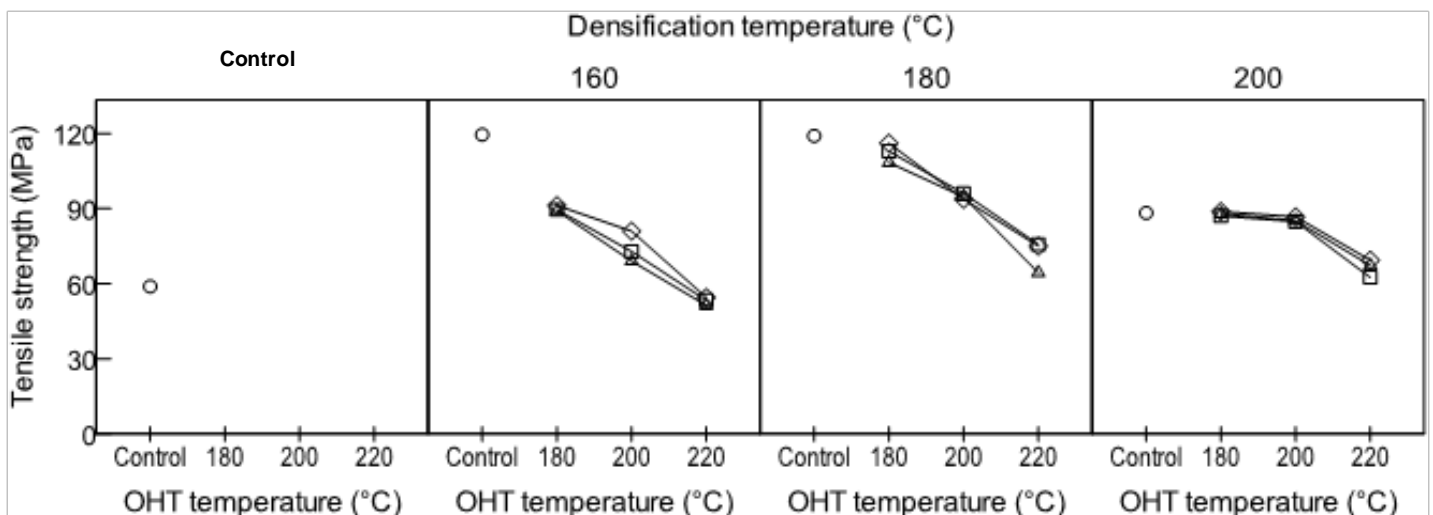 Densification temperature (°C)
Control
160
180
200
Tensile strength (MPa)
120
90
60
30
0
Control 180 200 220
Control 180 200 220
Control 180 200 220
Control 180 200 220
OHT temperature (°C)
OHT temperature (°C)
OHT temperature (°C)
OHT temperature (°C)